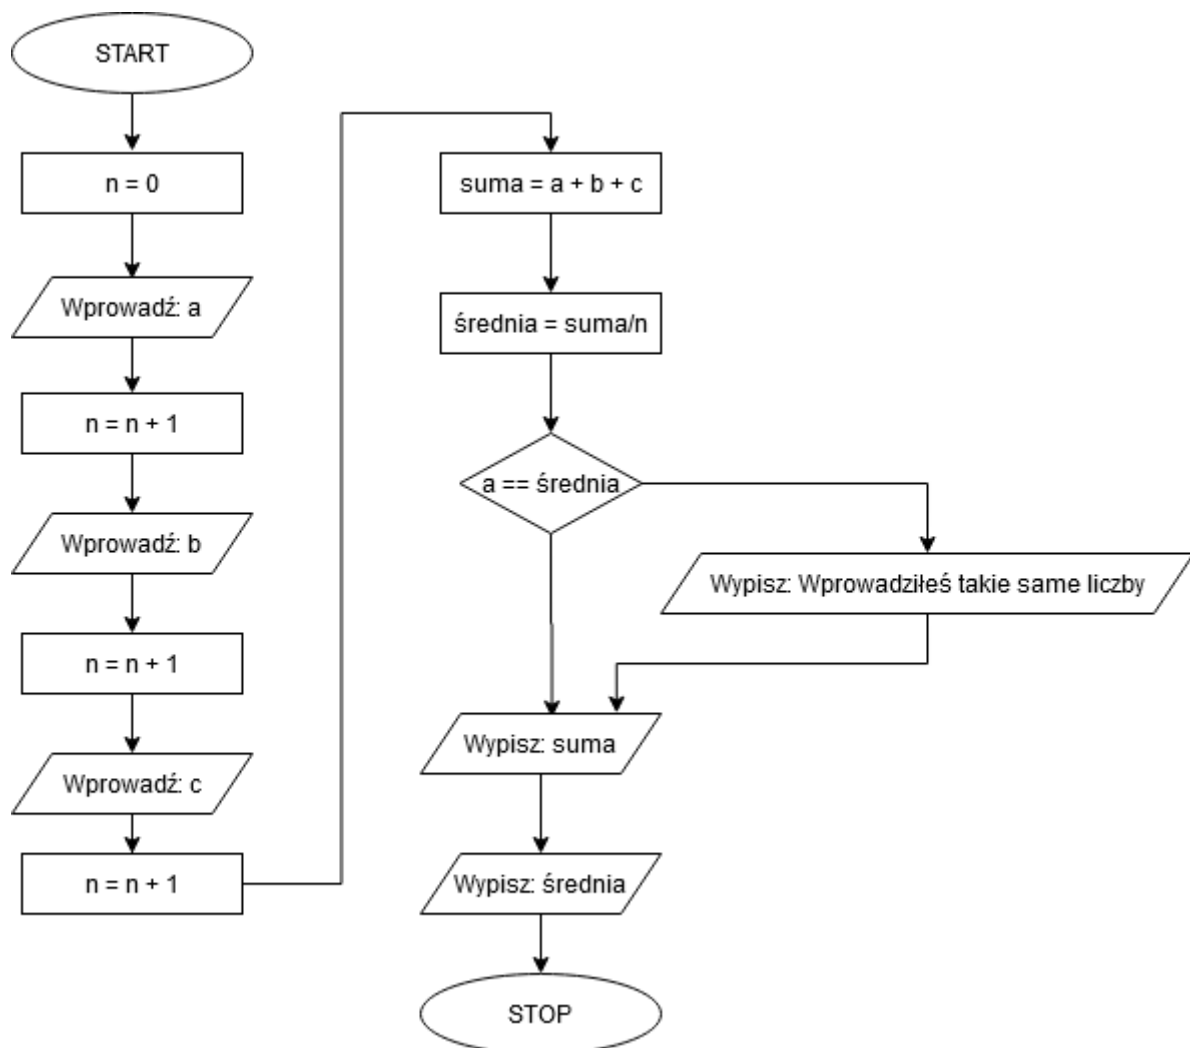 START
n = 0
Wprowadź: a
n = n + 1
Wprowadź: b
n = n + 1
Wprowadź: c
n = n + 1
suma = a + b + c
średnia = suma/n
a == średnia
Wypisz: Wprowadziłeś takie same liczby
Wypisz: suma
Wypisz: średnia
STOP